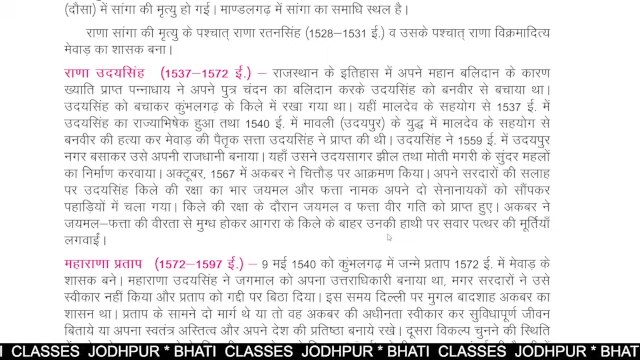 (दौसा) में सांगा की मृत्यु हो गई। माण्डलगढ़ में सांगा का समाधि स्थल है।
राणा सांगा की मृत्यु के पश्चात् राणा रतनसिंह (1528–1531 ई.) व उसके पश्चात् राणा विक्रमादित्य
मेवाड़ का शासक बना।
राणा उदयसिंह (1537–1572 ई.) – राजस्थान के इतिहास में अपने महान बलिदान के कारण
ख्याति प्राप्त पन्नाधाय ने अपने पुत्र चंदन का बलिदान करके उदयसिंह को बनवीर से बचाया था।
उदयसिंह को बचाकर कुंभलगढ़ के किले में रखा गया था। यहीं मालदेव के सहयोग से 1537 ई. में
उदयसिंह का राज्याभिषेक हुआ तथा 1540 ई. में मावली (उदयपुर) के युद्ध में मालदेव के सहयोग से
बनवीर की हत्या कर मेवाड़ की पैतृक सत्ता उदयसिंह ने प्राप्त की थी। उदयसिंह ने 1559 ई. में उदयपुर
नगर बसाकर उसे अपनी राजधानी बनाया। यहाँ उसने उदयसागर झील तथा मोती मगरी के सुंदर महलों
का निर्माण करवाया। अक्टूबर, 1567 में अकबर ने चित्तौड़ पर आक्रमण किया। अपने सरदारों की सलाह
पर उदयसिंह किले की रक्षा का भार जयमल और फत्ता नामक अपने दो सेनानायकों को सौंपकर
पहाड़ियों में चला गया। किले की रक्षा के दौरान जयमल व फत्ता वीर गति को प्राप्त हुए। अकबर ने
जयमल–फत्ता की वीरता से मुग्ध होकर आगरा के किले के बाहर उनकी हाथी पर सवार पत्थर की मूर्तियाँ
लगवाईं।
महाराणा प्रताप (1572–1597 ई.) – 9 मई 1540 को कुंभलगढ़ में जन्मे प्रताप 1572 ई. में मेवाड़ के
शासक बने। महाराणा उदयसिंह ने जगमाल को अपना उत्तराधिकारी बनाया था, मगर सरदारों ने उसे
स्वीकार नहीं किया और प्रताप को गद्दी पर बिठा दिया। इस समय दिल्ली पर मुगल बादशाह अकबर का
शासन था। प्रताप के सामने दो मार्ग थे या तो वह अकबर की अधीनता स्वीकार कर सुविधापूर्ण जीवन
बिताये या अपना स्वतंत्र अस्तित्व और अपने देश की प्रतिष्ठा बनाये रखे। दूसरा विकल्प चुनने की स्थिति
CLASSES JODHPUR * BHATI CLASSES JODHPUR * BHATI CLASSES JODHPUR * BHATI